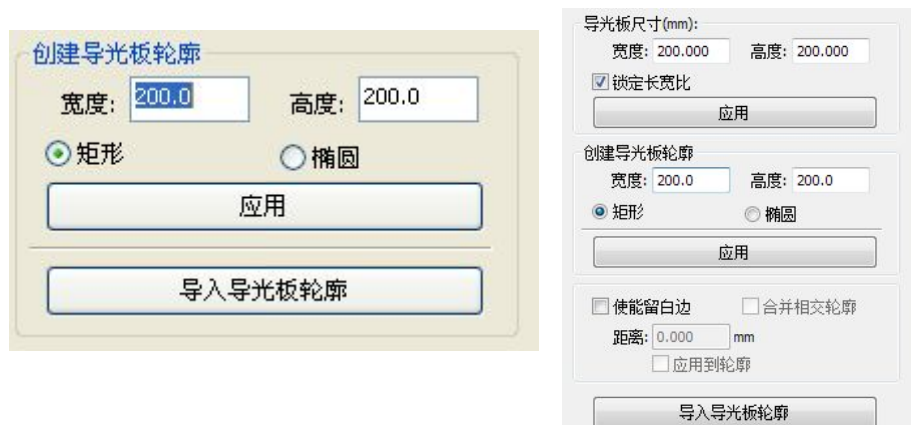 创建导光板轮廓
宽度: 200.0 高度: 200.0
矩形 椭圆
应用
导入导光板轮廓
导光板尺寸(mm):
宽度: 200.000 高度: 200.000
锁定长宽比
应用
创建导光板轮廓
宽度: 200.0 高度: 200.0
矩形 椭圆
应用
使能留白边 合并相交轮廓
距离: 0.000 mm
应用到轮廓
导入导光板轮廓